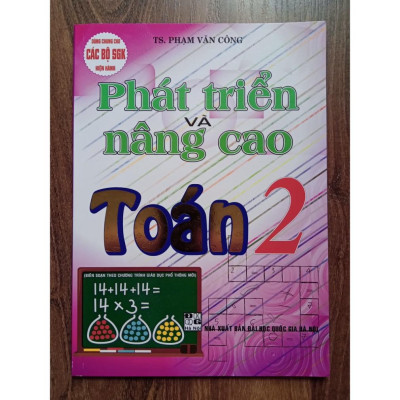 DÙNG CHUNG CHO
CÁC BỘ SGK
HIỆN HÀNH
TS. PHẠM VĂN CÔNG
Phát triển
VÀ
nâng cao
Toán 2
(BIÊN SOẠN THEO CHƯƠNG TRÌNH GIÁO DỤC PHỔ THÔNG MỚI)
14+14+14=
14 x 3 =
NHÀ XUẤT BẢN ĐẠI HỌC QUỐC GIA HÀ NỘI